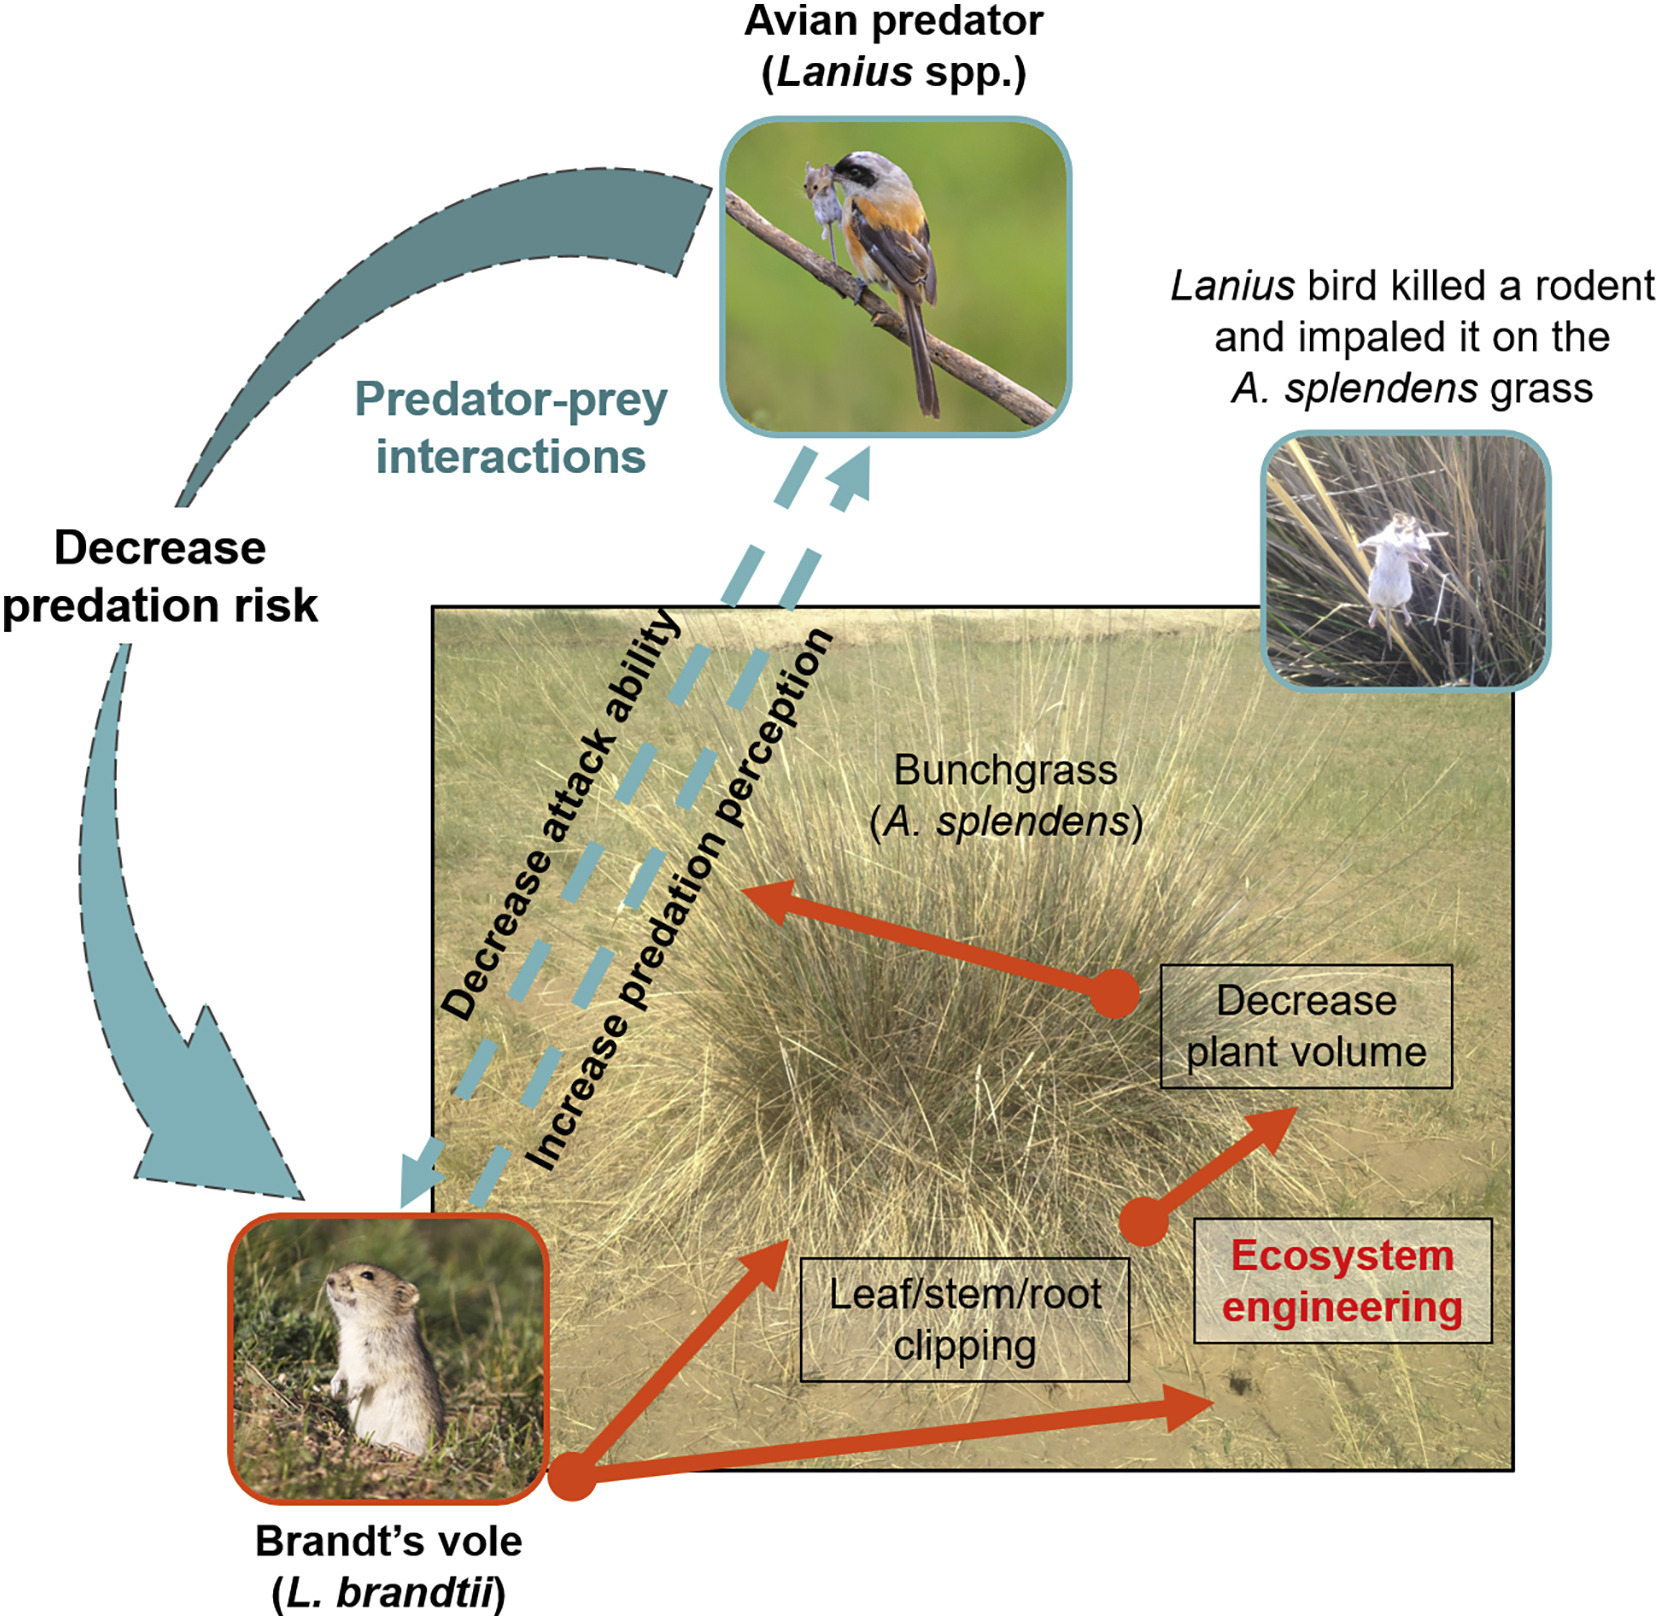 Avian predator
(Lanius spp.)
Lanius bird killed a rodent
and impaled it on the
A. splendens grass
Predator-prey
interactions
Decrease
predation risk
Decrease attack ability
Increase predation perception
Bunchgrass
(A. splendens)
Decrease
plant volume
Ecosystem
engineering
Leaf/stem/root
clipping
Brandt’s vole
(L. brandtii)